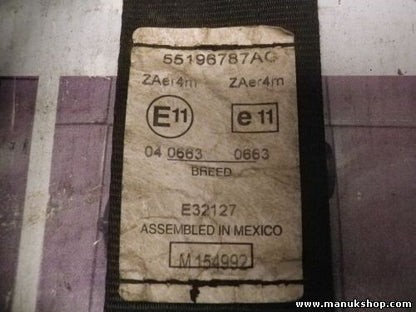 55196787AC
ZAer4m ZAer4m
E11 e11
04 0663 0663
BREED
E32127
ASSEMBLED IN MEXICO
M 154992
www.manukshop.com